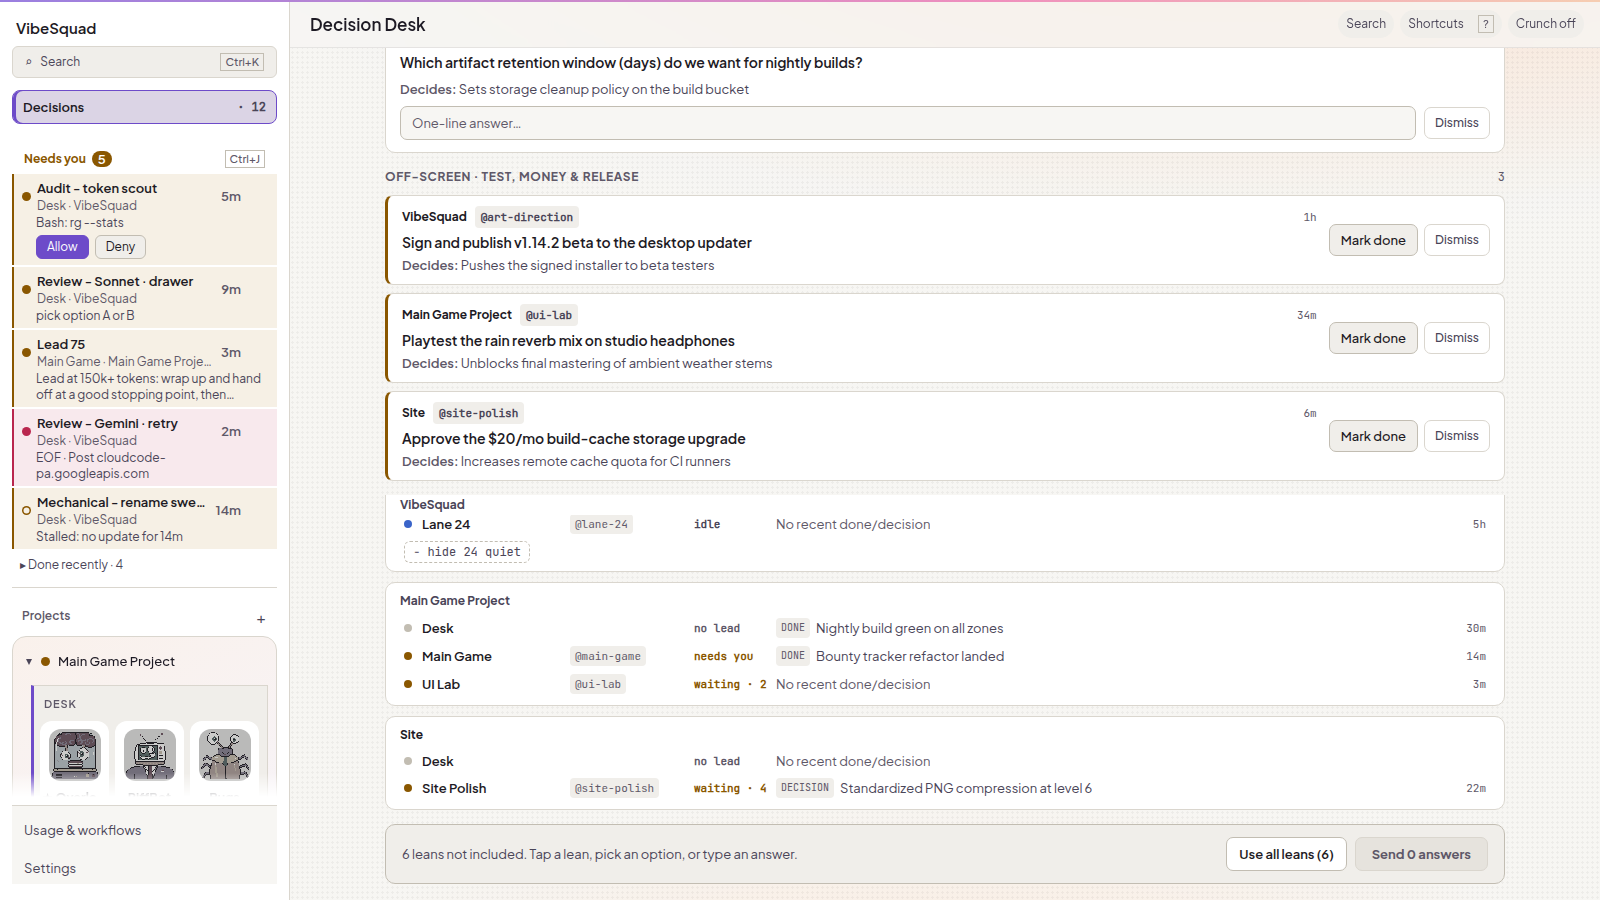 VibeSquad
Search Ctrl+K
Decisions · 12
Needs you 5 Ctrl+J
Audit – token scout 5m
Desk · VibeSquad
Bash: rg --stats
Allow Deny
Review – Sonnet · drawer 9m
Desk · VibeSquad
pick option A or B
Lead 75 3m
Main Game · Main Game Proje…
Lead at 150k+ tokens: wrap up and hand
off at a good stopping point, then…
Review – Gemini · retry 2m
Desk · VibeSquad
EOF · Post cloudcode-
pa.googleapis.com
Mechanical – rename swe… 14m
Desk · VibeSquad
Stalled: no update for 14m
▸ Done recently · 4
Projects +
▾ Main Game Project
DESK
Usage & workflows
Settings
Decision Desk
Search Shortcuts ? Crunch off
Which artifact retention window (days) do we want for nightly builds?
Decides: Sets storage cleanup policy on the build bucket
One-line answer… Dismiss
OFF-SCREEN · TEST, MONEY & RELEASE 3
VibeSquad @art-direction 1h
Sign and publish v1.14.2 beta to the desktop updater
Decides: Pushes the signed installer to beta testers
Mark done Dismiss
Main Game Project @ui-lab 34m
Playtest the rain reverb mix on studio headphones
Decides: Unblocks final mastering of ambient weather stems
Mark done Dismiss
Site @site-polish 6m
Approve the $20/mo build-cache storage upgrade
Decides: Increases remote cache quota for CI runners
Mark done Dismiss
VibeSquad
Lane 24 @lane-24 idle No recent done/decision 5h
- hide 24 quiet
Main Game Project
Desk no lead DONE Nightly build green on all zones 30m
Main Game @main-game needs you DONE Bounty tracker refactor landed 14m
UI Lab @ui-lab waiting · 2 No recent done/decision 3m
Site
Desk no lead No recent done/decision
Site Polish @site-polish waiting · 4 DECISION Standardized PNG compression at level 6 22m
6 leans not included. Tap a lean, pick an option, or type an answer.
Use all leans (6) Send 0 answers